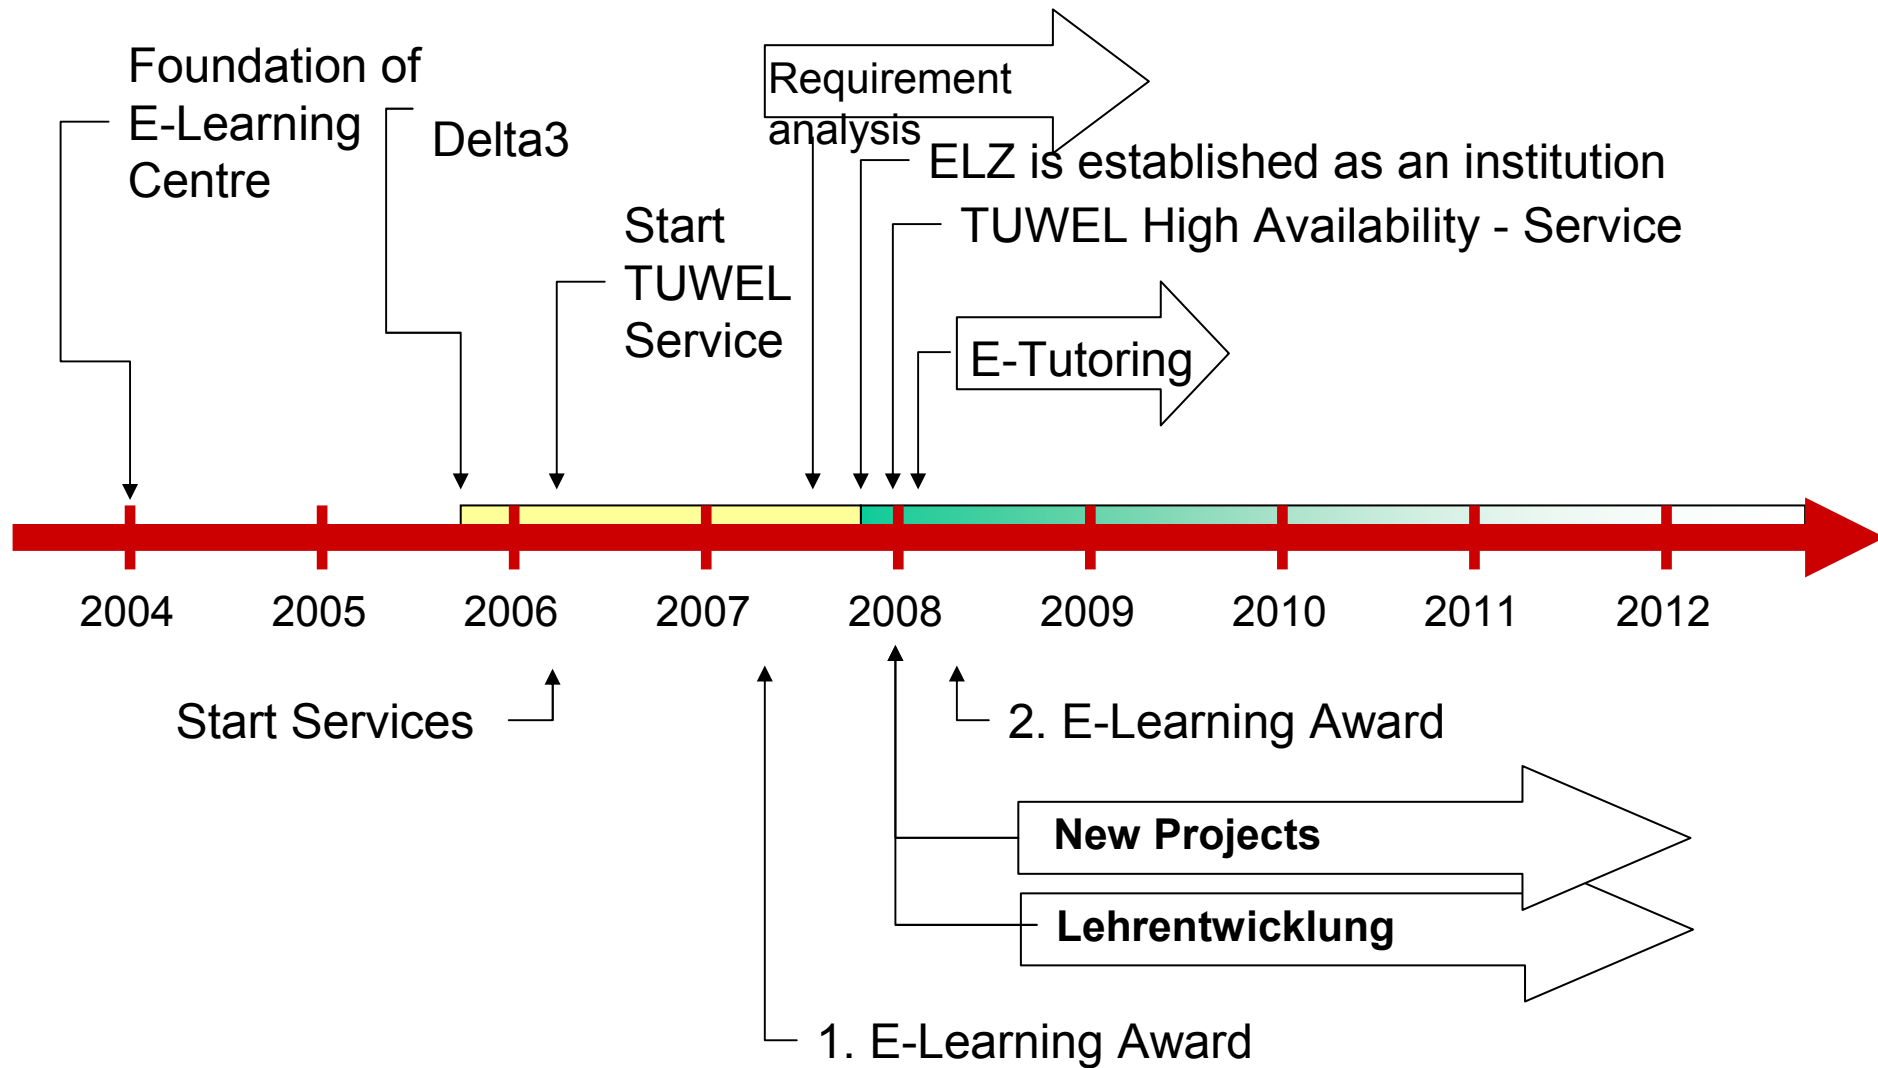 Foundation of
E-Learning
Centre
Delta3
Start
TUWEL
Service
Requirement
analysis
ELZ is established as an institution
TUWEL High Availability - Service
E-Tutoring
2004 2005 2006 2007 2008 2009 2010 2011 2012
Start Services
2. E-Learning Award
New Projects
Lehrentwicklung
1. E-Learning Award